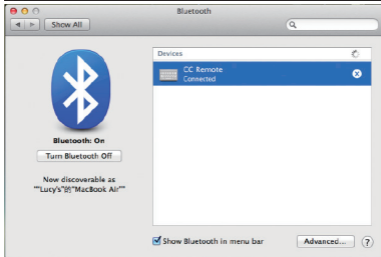 Bluetooth
Show All
Devices
CC Remote
Connected
Bluetooth: On
Turn Bluetooth Off
Now discoverable as
""Lucy's"的"MacBook Air""
Show Bluetooth in menu bar
Advanced...
?